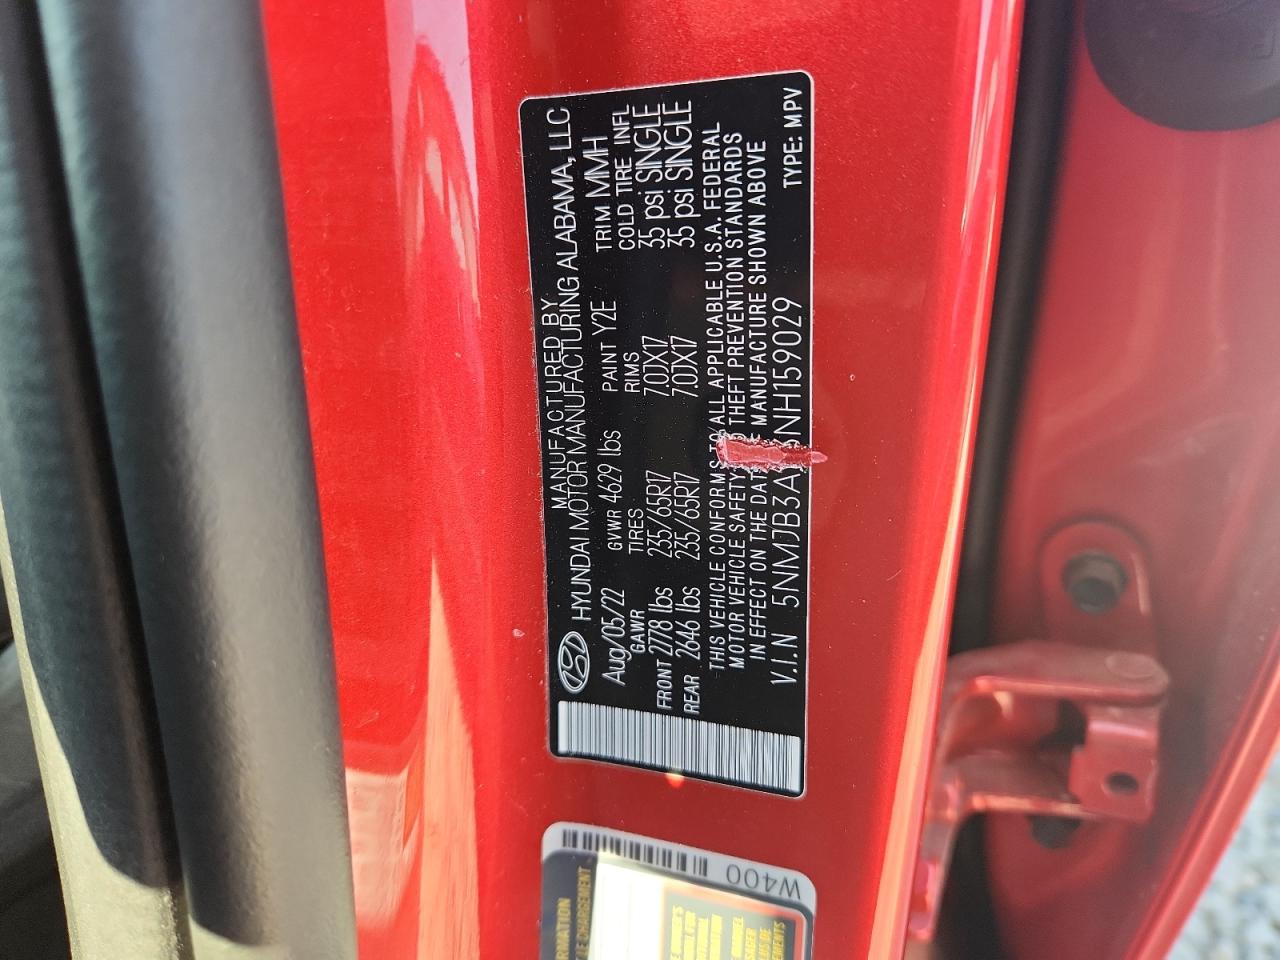 MANUFACTURED BY
HYUNDAI MOTOR MANUFACTURING ALABAMA, LLC
Aug/05/22 GVWR 4629 lbs PAINT Y2E TRIM MMH
GAWR TIRES RIMS COLD TIRE INFL
FRONT 2778 lbs 235/65R17 7.0JX17 35 psi SINGLE
REAR 2646 lbs 235/65R17 7.0JX17 35 psi SINGLE
THIS VEHICLE CONFORMS TO ALL APPLICABLE U.S.A. FEDERAL
MOTOR VEHICLE SAFETY THEFT PREVENTION STANDARDS
IN EFFECT ON THE DATE MANUFACTURE SHOWN ABOVE
V.I.N 5NMJB3A NH159029 TYPE: MPV
W400